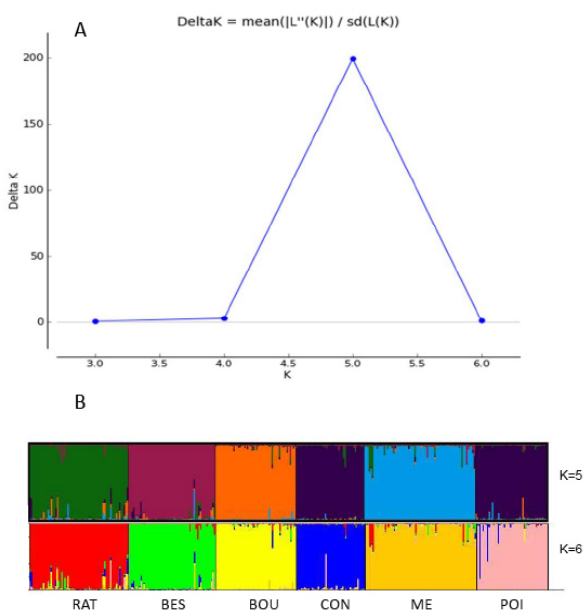 A
DeltaK = mean(|L''(K)|) / sd(L(K))
200
150
100
50
0
Delta K
3.0 3.5 4.0 4.5 5.0 5.5 6.0
K
B
K=5
K=6
RAT BES BOU CON ME POI